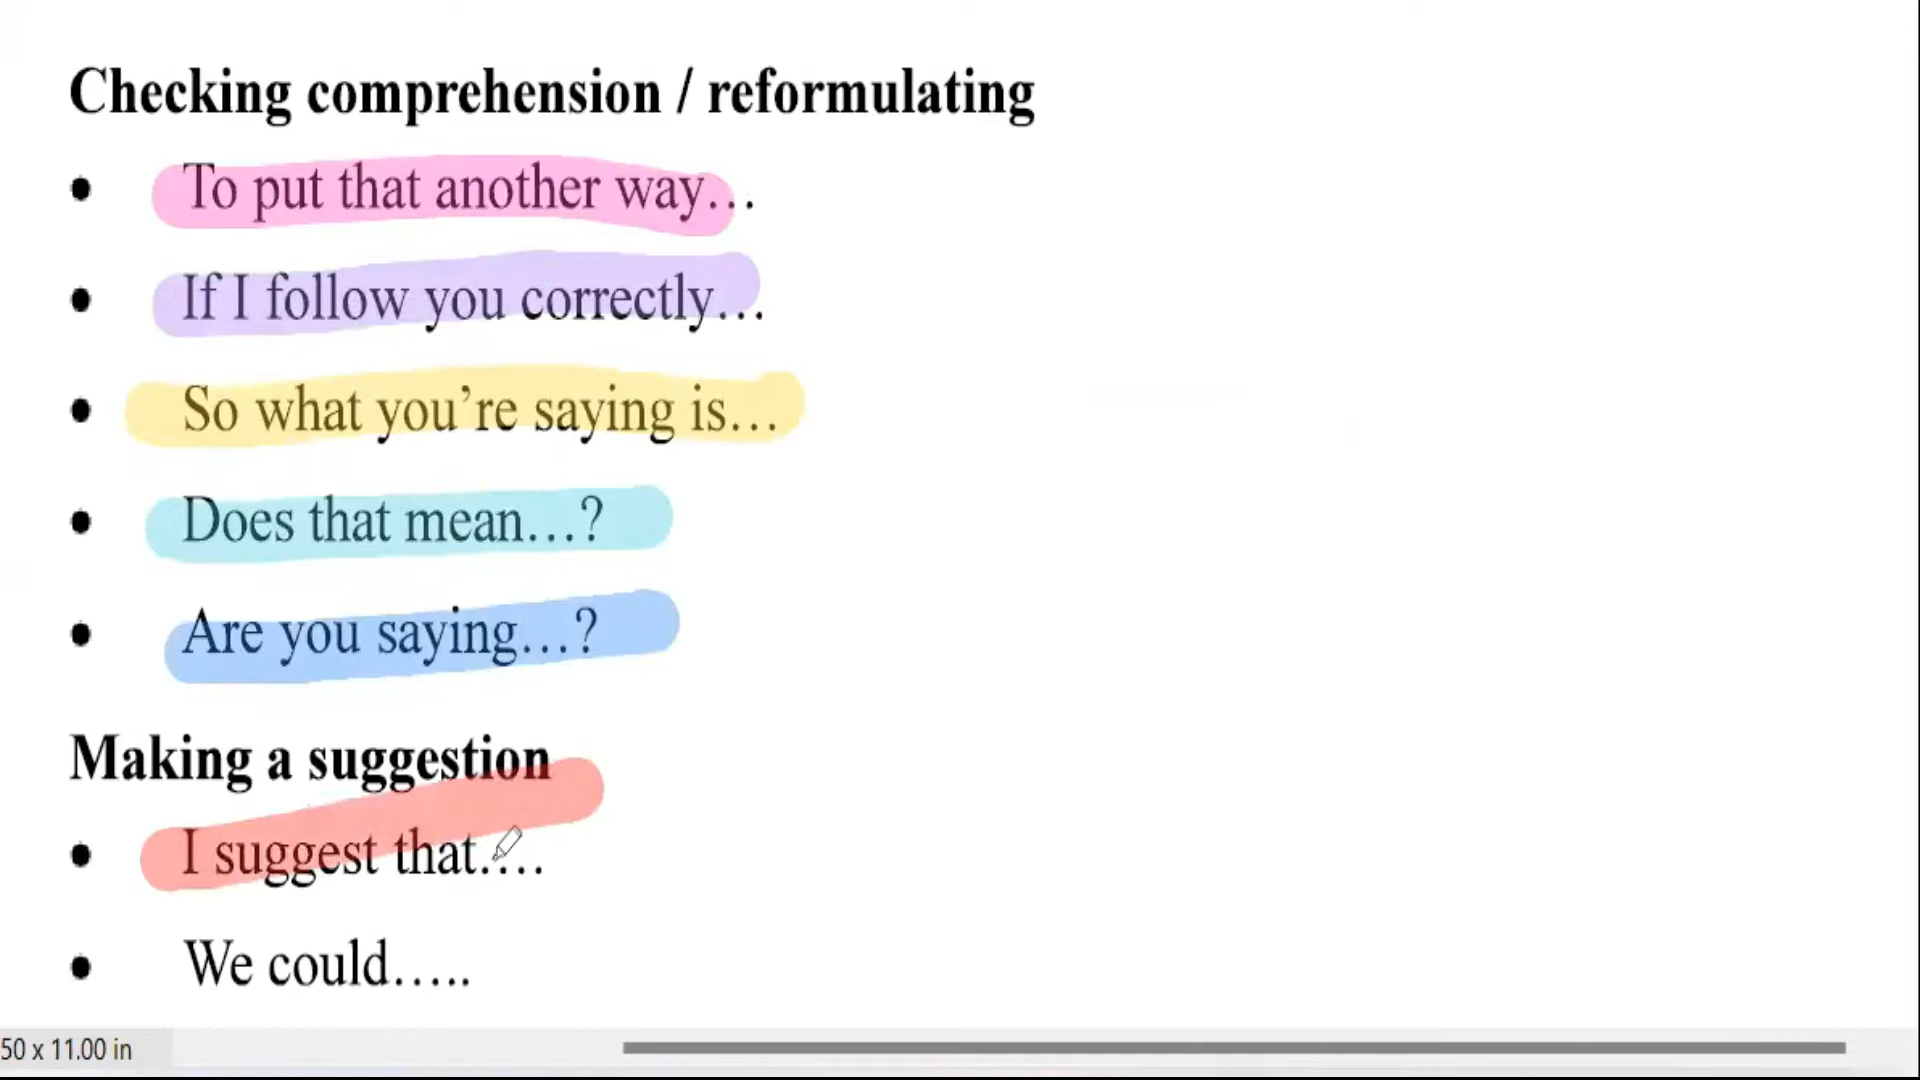 Checking comprehension / reformulating
• To put that another way…
• If I follow you correctly…
• So what you’re saying is…
• Does that mean…?
• Are you saying…?
Making a suggestion
• I suggest that….
• We could…..
50 x 11.00 in